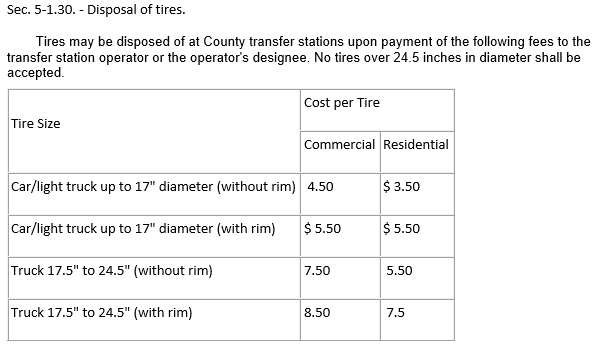 Sec. 5-1.30. - Disposal of tires.
Tires may be disposed of at County transfer stations upon payment of the following fees to the
transfer station operator or the operator's designee. No tires over 24.5 inches in diameter shall be
accepted.
Tire Size
Cost per Tire
Commercial Residential
Car/light truck up to 17" diameter (without rim) 4.50 $ 3.50
Car/light truck up to 17" diameter (with rim) $ 5.50 $ 5.50
Truck 17.5" to 24.5" (without rim) 7.50 5.50
Truck 17.5" to 24.5" (with rim) 8.50 7.5